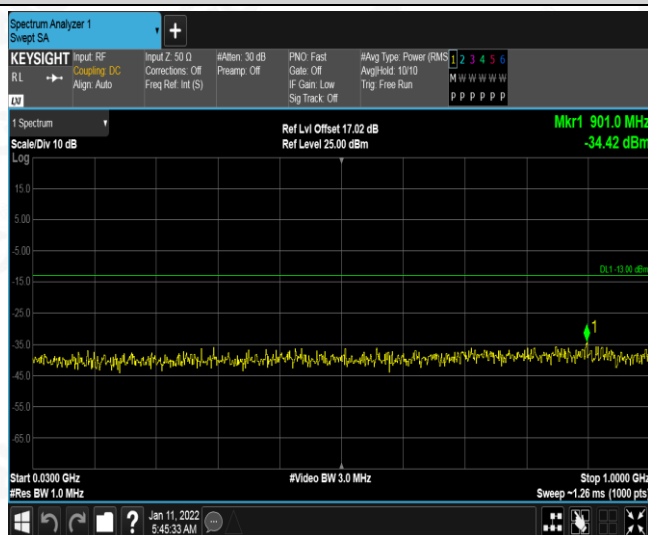 Spectrum Analyzer 1
Swept SA
+
KEYSIGHT
RL
LXI
Input: RF
Coupling: DC
Align: Auto
Input Z: 50 Ω
Corrections: Off
Freq Ref: Int (S)
#Atten: 30 dB
Preamp: Off
PNO: Fast
Gate: Off
IF Gain: Low
Sig Track: Off
#Avg Type: Power (RMS
Avg|Hold: 10/10
Trig: Free Run
1 2 3 4 5 6
M W W W W W
P P P P P P
1 Spectrum
Scale/Div 10 dB
Ref Lvl Offset 17.02 dB
Ref Level 25.00 dBm
Mkr1 901.0 MHz
-34.42 dBm
Log
15.0
5.00
-5.00
DL1 -13.00 dBm
-15.0
-25.0
1
-35.0
-45.0
-55.0
-65.0
Start 0.0300 GHz
#Res BW 1.0 MHz
#Video BW 3.0 MHz
Stop 1.0000 GHz
Sweep ~1.26 ms (1000 pts)
?
Jan 11, 2022
5:45:33 AM